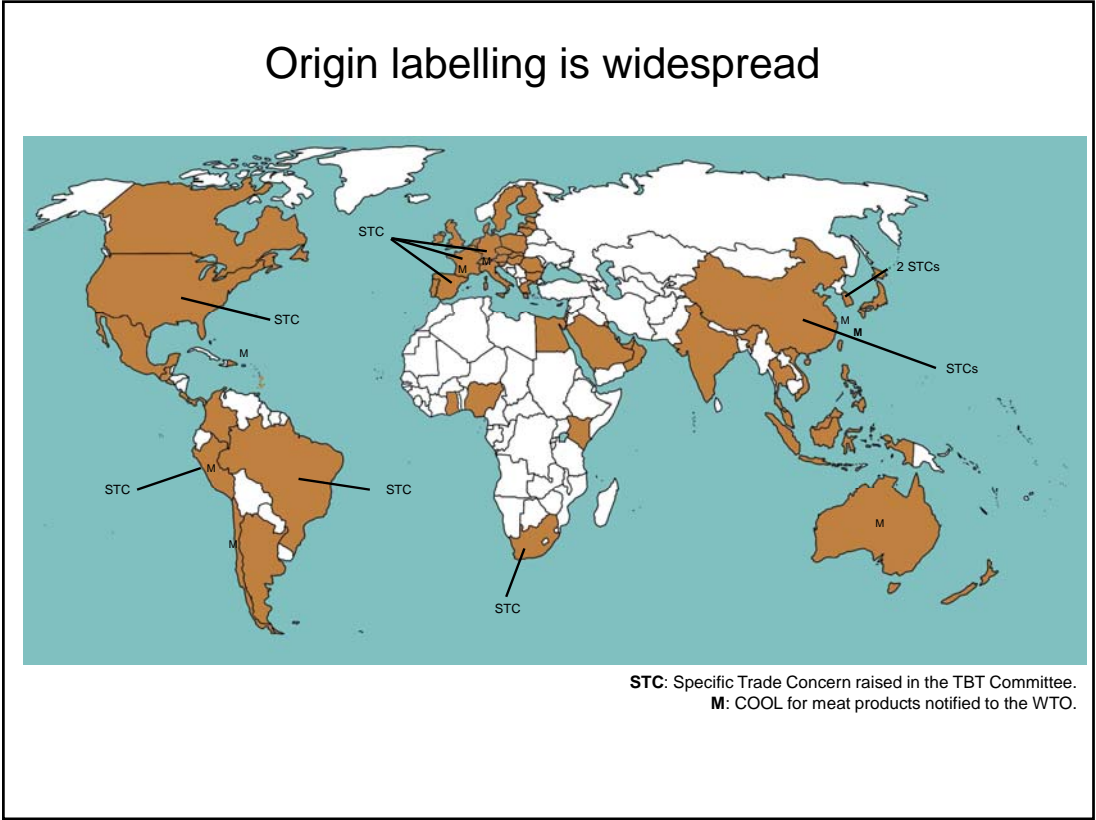 Origin labelling is widespread
STC
M
M
2 STCs
STC
M
M
M
STCs
M
STC
STC
M
M
STC
STC: Specific Trade Concern raised in the TBT Committee.
M: COOL for meat products notified to the WTO.